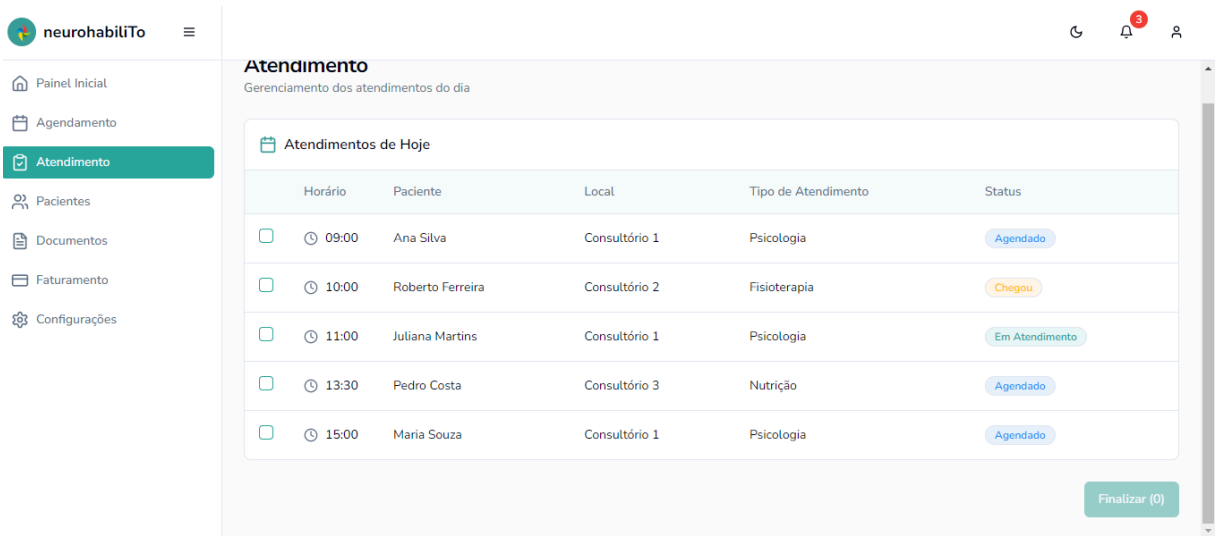 neurohabiliTo
3
Painel Inicial
Agendamento
Atendimento
Pacientes
Documentos
Faturamento
Configurações
Atendimento
Gerenciamento dos atendimentos do dia
Atendimentos de Hoje
Horário Paciente Local Tipo de Atendimento Status
09:00 Ana Silva Consultório 1 Psicologia Agendado
10:00 Roberto Ferreira Consultório 2 Fisioterapia Chegou
11:00 Juliana Martins Consultório 1 Psicologia Em Atendimento
13:30 Pedro Costa Consultório 3 Nutrição Agendado
15:00 Maria Souza Consultório 1 Psicologia Agendado
Finalizar (0)